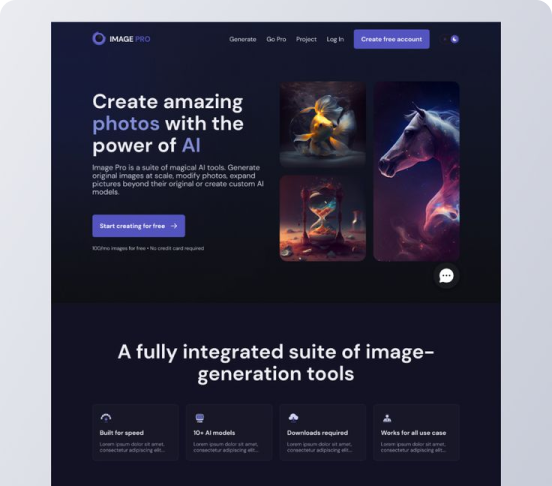 IMAGE PRO
Generate Go Pro Project Log In Create free account
Create amazing
photos with the
power of AI
Image Pro is a suite of magical AI tools. Generate
original images at scale, modify photos, expand
pictures beyond their original or create custom AI
models.
Start creating for free →
100/mo images for free • No credit card required
A fully integrated suite of image-
generation tools
Built for speed
Lorem ipsum dolor sit amet,
consectetur adipiscing elit...
10+ AI models
Lorem ipsum dolor sit amet,
consectetur adipiscing elit...
Downloads required
Lorem ipsum dolor sit amet,
consectetur adipiscing elit...
Works for all use case
Lorem ipsum dolor sit amet,
consectetur adipiscing elit...